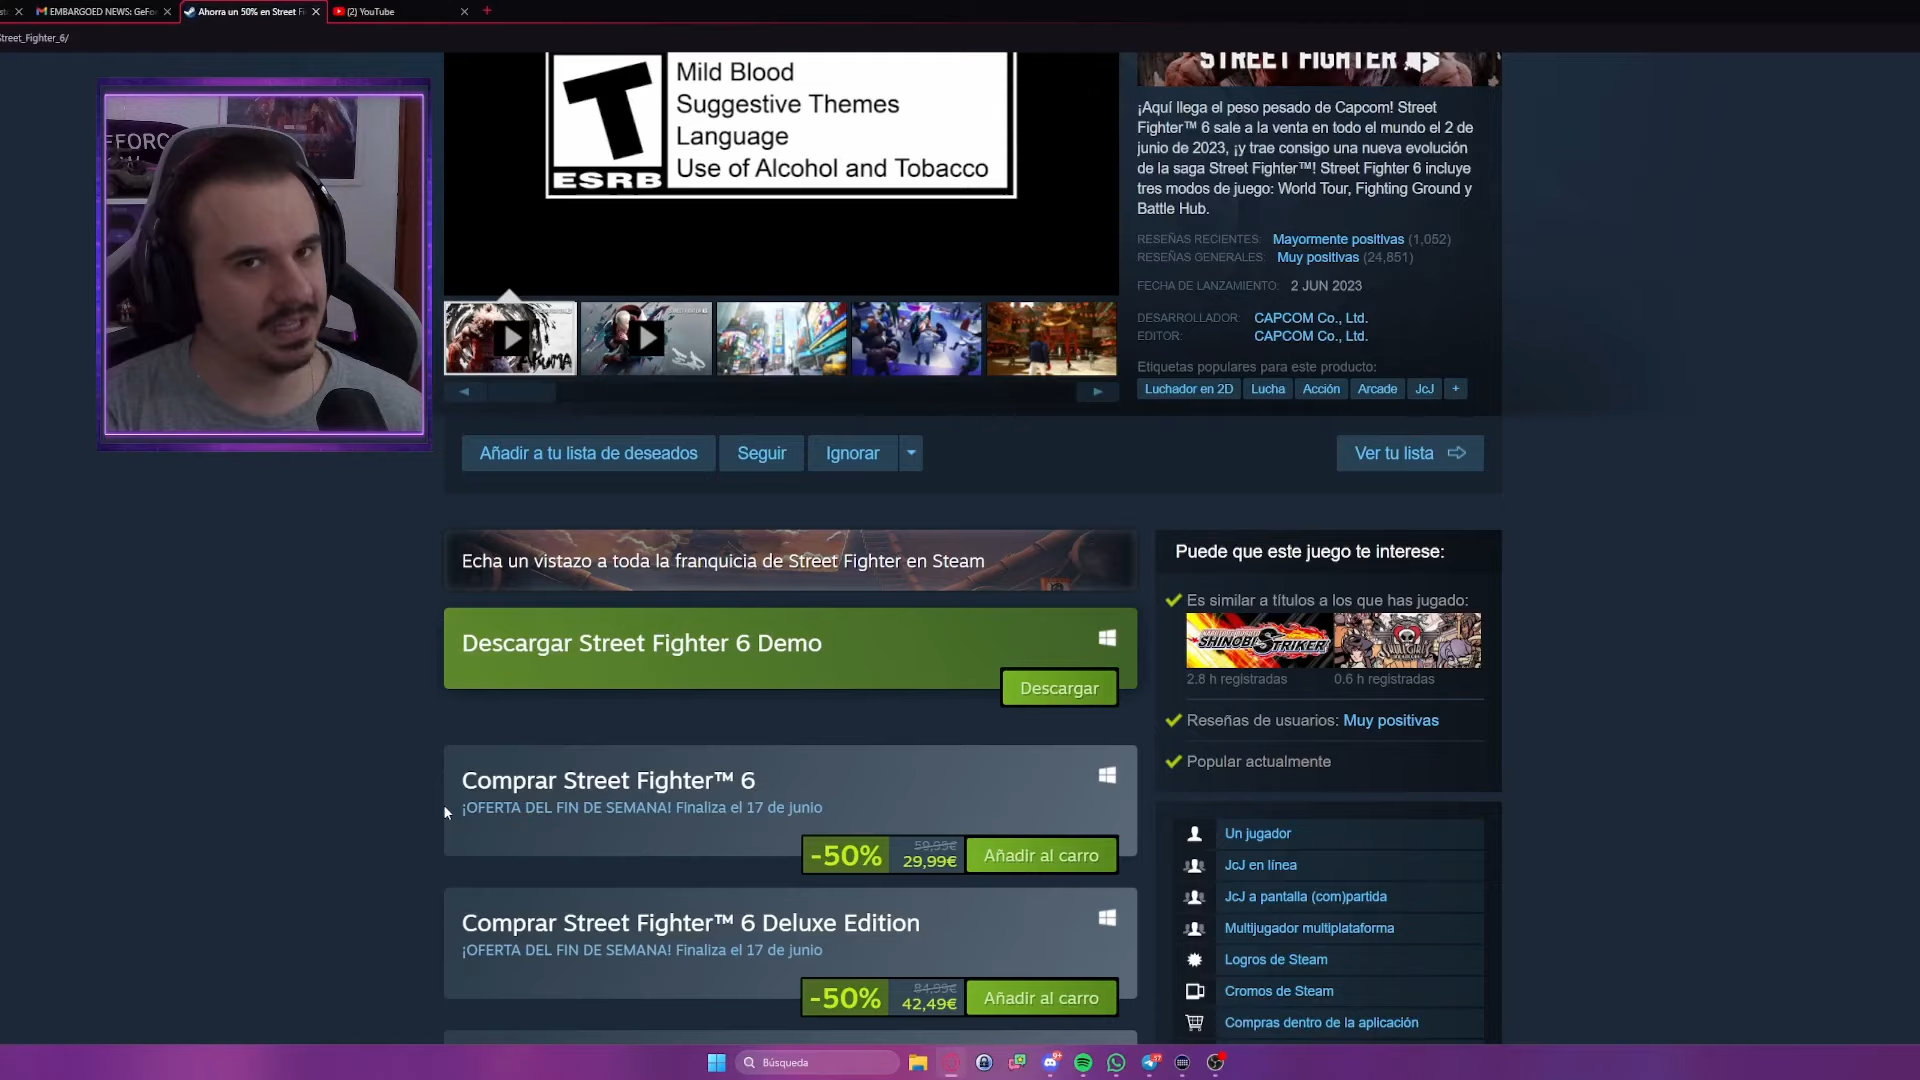 EMBARGOED NEWS: GeFo
Ahorra un 50% en Street Fi
(2) YouTube
Street_Fighter_6/
Mild Blood
Suggestive Themes
Language
Use of Alcohol and Tobacco
T
ESRB
STREET FIGHTER 6
¡Aquí llega el peso pesado de Capcom! Street
Fighter™ 6 sale a la venta en todo el mundo el 2 de
junio de 2023, ¡y trae consigo una nueva evolución
de la saga Street Fighter™! Street Fighter 6 incluye
tres modos de juego: World Tour, Fighting Ground y
Battle Hub.
RESEÑAS RECIENTES: Mayormente positivas (1,052)
RESEÑAS GENERALES: Muy positivas (24,851)
FECHA DE LANZAMIENTO: 2 JUN 2023
DESARROLLADOR: CAPCOM Co., Ltd.
EDITOR: CAPCOM Co., Ltd.
Etiquetas populares para este producto:
Luchador en 2D Lucha Acción Arcade JcJ +
AKUMA
Añadir a tu lista de deseados Seguir Ignorar
Ver tu lista
Echa un vistazo a toda la franquicia de Street Fighter en Steam
Descargar Street Fighter 6 Demo
Descargar
Comprar Street Fighter™ 6
¡OFERTA DEL FIN DE SEMANA! Finaliza el 17 de junio
-50% 59,99€ 29,99€ Añadir al carro
Comprar Street Fighter™ 6 Deluxe Edition
¡OFERTA DEL FIN DE SEMANA! Finaliza el 17 de junio
-50% 84,99€ 42,49€ Añadir al carro
Puede que este juego te interese:
Es similar a títulos a los que has jugado:
SHINOBI STRIKER
SKULLGIRLS
2.8 h registradas 0.6 h registradas
Reseñas de usuarios: Muy positivas
Popular actualmente
Un jugador
JcJ en línea
JcJ a pantalla (com)partida
Multijugador multiplataforma
Logros de Steam
Cromos de Steam
Compras dentro de la aplicación
Búsqueda